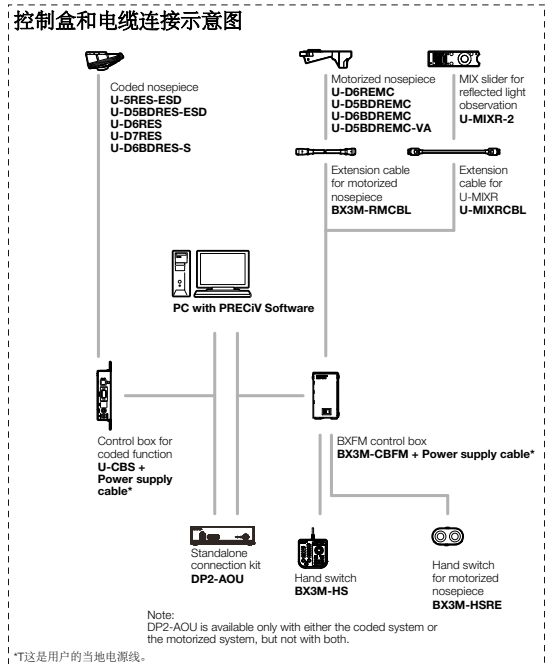 控制盒和电缆连接示意图
Coded nosepiece
U-5RES-ESD
U-D5BDRES-ESD
U-D6RES
U-D7RES
U-D6BDRES-S
Motorized nosepiece
U-D6REMC
U-D5BDREMC
U-D6BDREMC
U-D5BDREMC-VA
MIX slider for
reflected light
observation
U-MIXR-2
Extension cable
for motorized
nosepiece
BX3M-RMCBL
Extension
cable for
U-MIXR
U-MIXRCBL
PC with PRECiV Software
Control box for
coded function
U-CBS +
Power supply
cable*
BXFM control box
BX3M-CBFM + Power supply cable*
Standalone
connection kit
DP2-AOU
Hand switch
BX3M-HS
Hand switch
for motorized
nosepiece
BX3M-HSRE
Note:
DP2-AOU is available only with either the coded system or
the motorized system, but not with both.
*T这是用户的当地电源线。